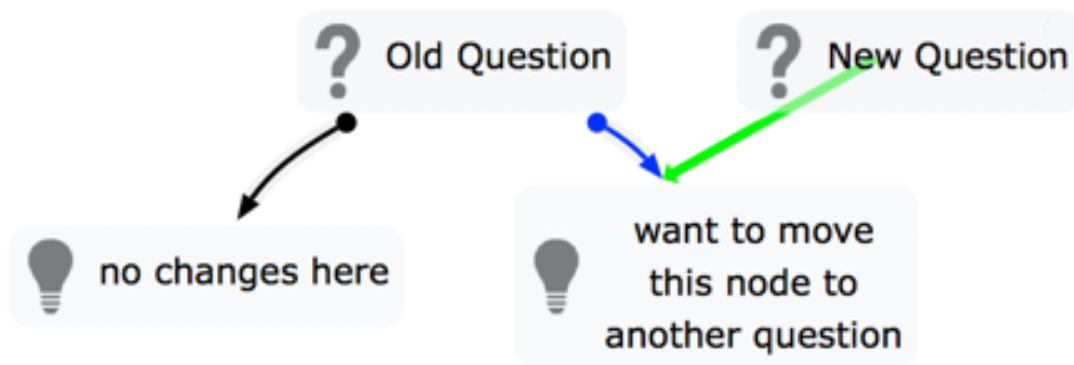 Old Question
New Question
no changes here
want to move
this node to
another question